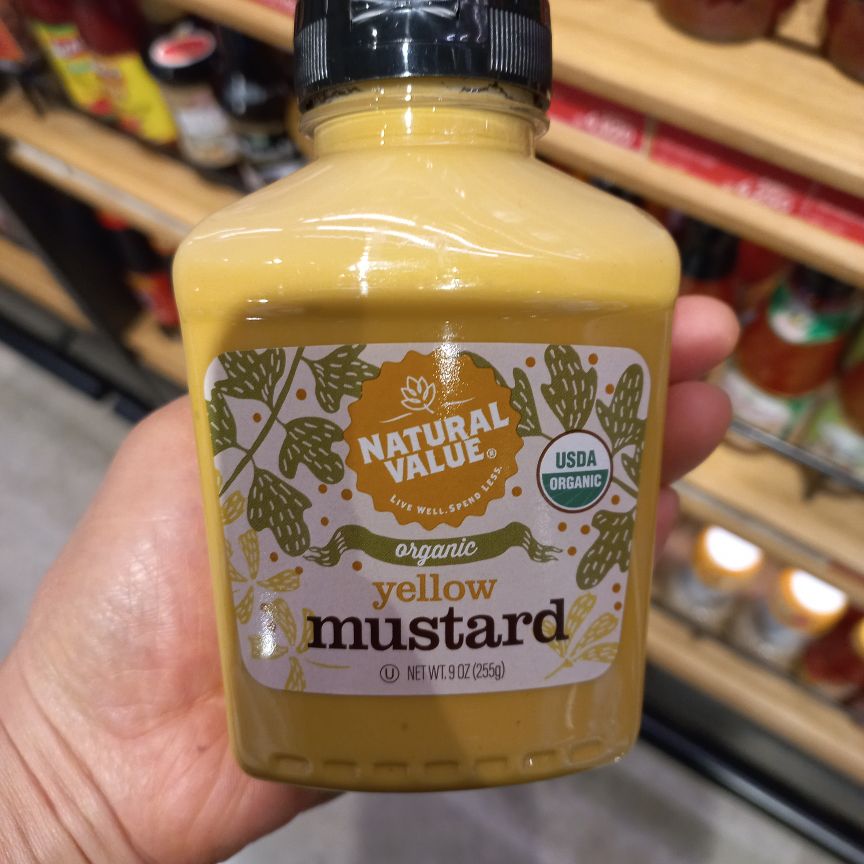 NATURAL
VALUE®
LIVE WELL. SPEND LESS.
USDA
ORGANIC
organic
yellow
mustard
U NET WT. 9 OZ (255g)